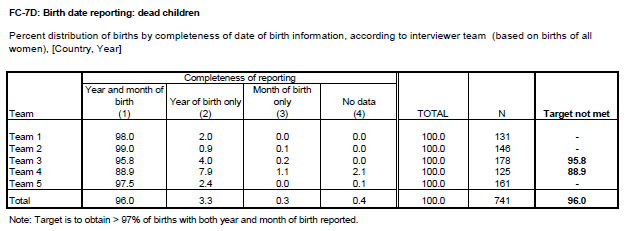 FC-7D: Birth date reporting: dead children
Percent distribution of births by completeness of date of birth information, according to interviewer team (based on births of all
women), [Country, Year]
Completeness of reporting
Team Year and month of birth (1) Year of birth only (2) Month of birth only (3) No data (4) TOTAL N Target not met
Team 1 98.0 2.0 0.0 0.0 100.0 131 -
Team 2 99.0 0.9 0.1 0.0 100.0 146 -
Team 3 95.8 4.0 0.2 0.0 100.0 178 95.8
Team 4 88.9 7.9 1.1 2.1 100.0 125 88.9
Team 5 97.5 2.4 0.0 0.1 100.0 161 -
Total 96.0 3.3 0.3 0.4 100.0 741 96.0
Note: Target is to obtain > 97% of births with both year and month of birth reported.